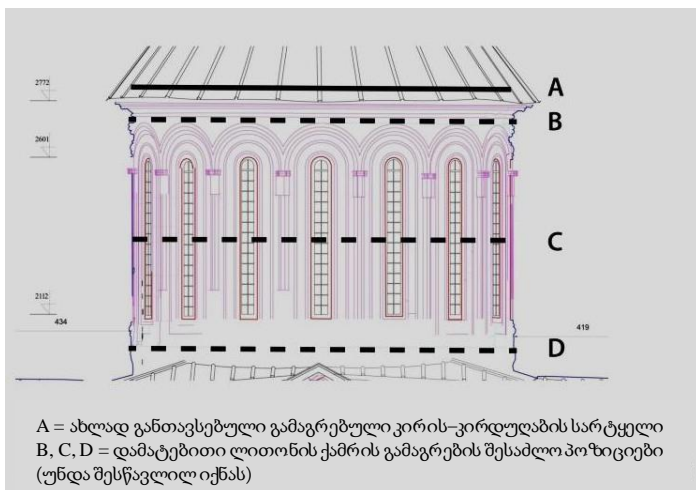 2772
A
B
2601
C
2112
434
419
D
A = ახლად განთავსებული გამაგრებული კირის–კირდუღაბის სარტყელი
B, C, D = დამატებითი ლითონის ქამრის გამაგრების შესაძლო პოზიციები
(უნდა შესწავლილ იქნას)